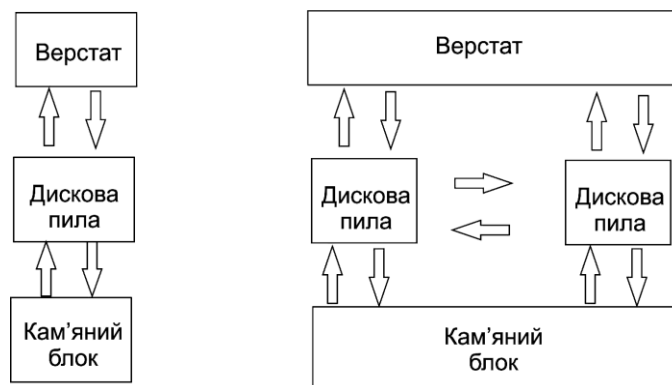 Верстат
Дискова
пила
Кам’яний
блок
Верстат
Дискова
пила
Дискова
пила
Кам’яний
блок